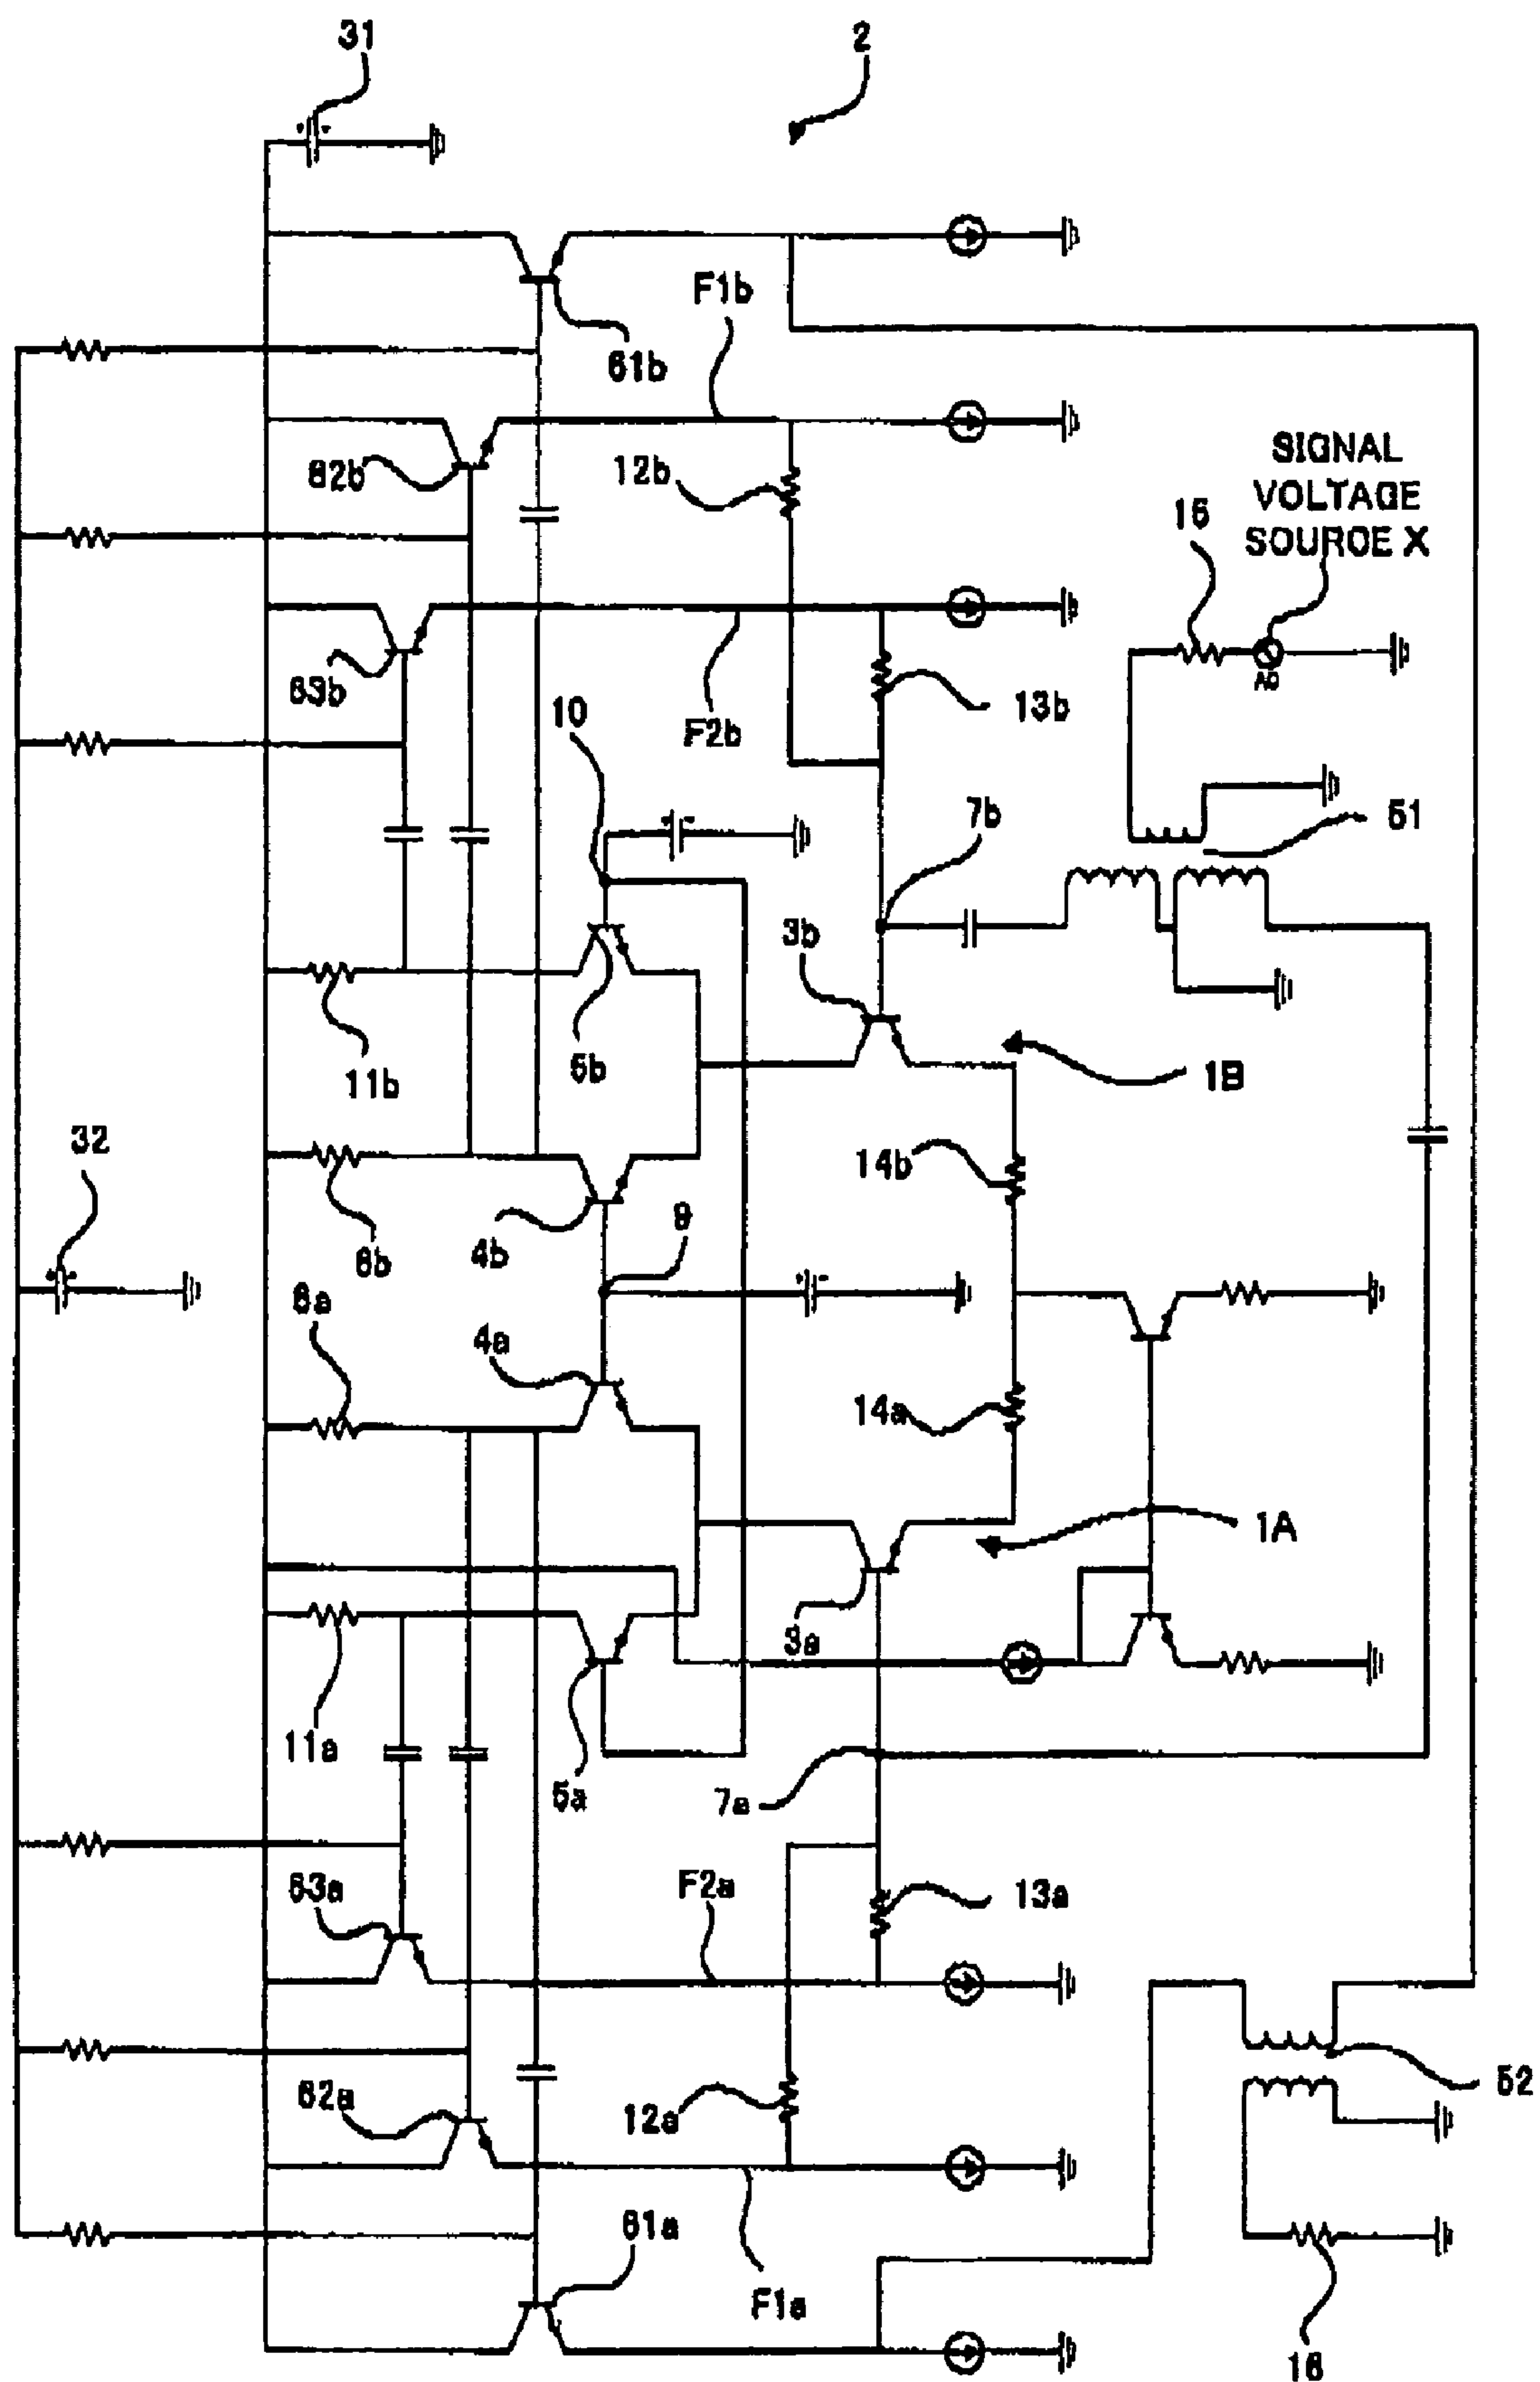 31
2
F1b
61b
62b
12b
SIGNAL
VOLTAGE
SOURCE X
15
63b
10
F2b
13b
7b
51
3b
11b
5b
1B
32
14b
6b
4b
9
6a
4a
14a
1A
3a
11a
5a
7a
63a
F2a
13a
62a
12a
52
61a
F1a
16